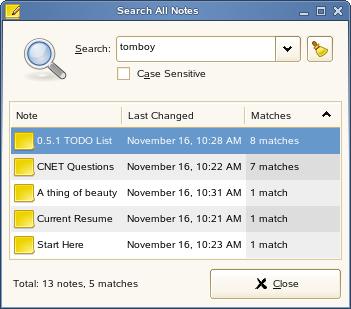 Search All Notes
Search: tomboy
Case Sensitive
Note Last Changed Matches
0.5.1 TODO List November 16, 10:28 AM 8 matches
CNET Questions November 16, 10:22 AM 7 matches
A thing of beauty November 16, 10:31 AM 1 match
Current Resume November 16, 10:29 AM 1 match
Start Here November 16, 10:23 AM 1 match
Total: 13 notes, 5 matches
Close